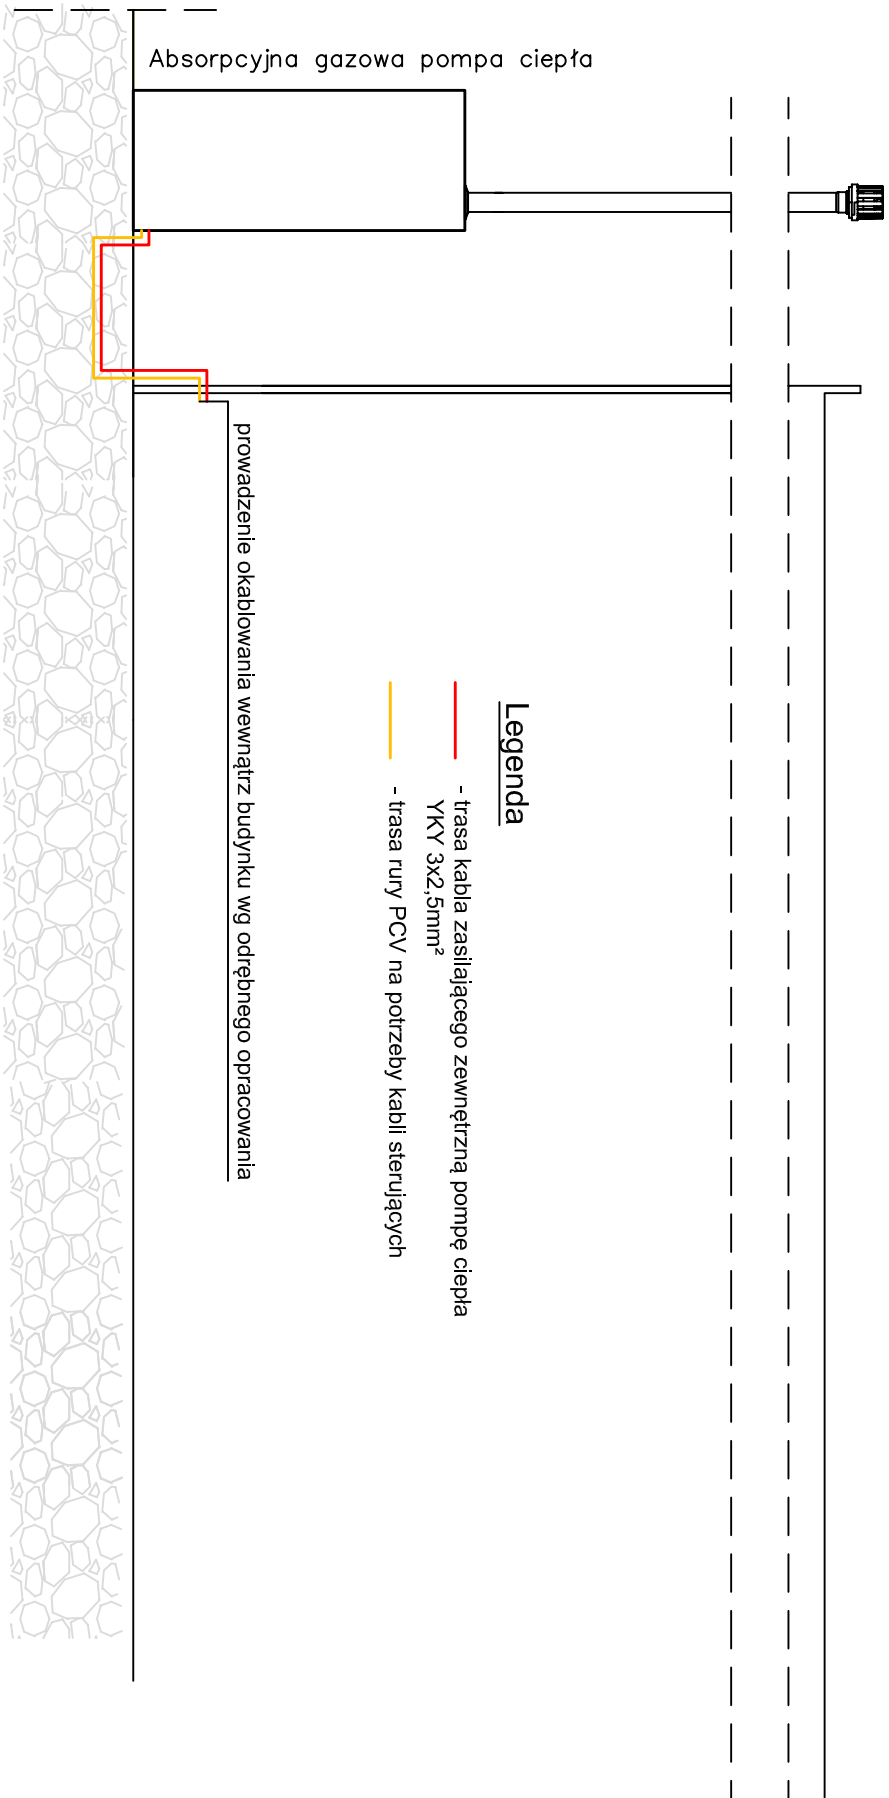 Absorpcyjna gazowa pompa ciepła
prowadzenie okablowania wewnątrz budynku wg odrębnego opracowania
Legenda
- trasa kabla zasilającego zewnętrzną pompę ciepła
YKY 3x2,5mm²
- trasa rury PCV na potrzeby kabli sterujących